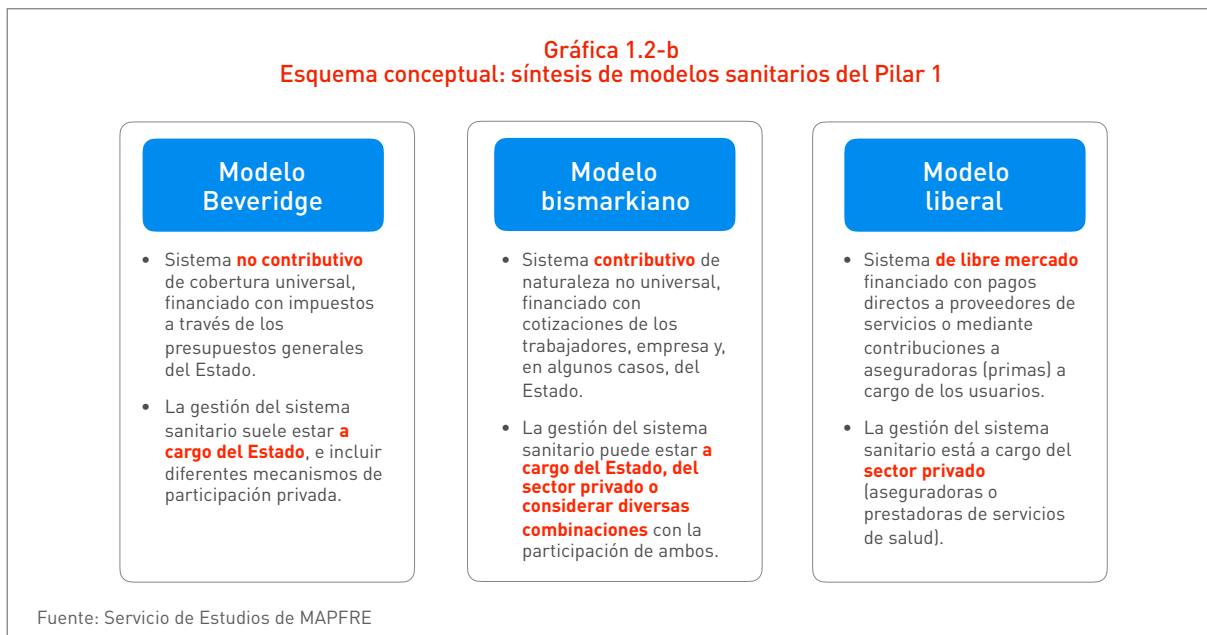 Gráfica 1.2-b
Esquema conceptual: síntesis de modelos sanitarios del Pilar 1
Modelo
Beveridge
• Sistema no contributivo
de cobertura universal,
financiado con impuestos
a través de los
presupuestos generales
del Estado.
• La gestión del sistema
sanitario suele estar a
cargo del Estado, e incluir
diferentes mecanismos de
participación privada.
Modelo
bismarkiano
• Sistema contributivo de
naturaleza no universal,
financiado con
cotizaciones de los
trabajadores, empresa y,
en algunos casos, del
Estado.
• La gestión del sistema
sanitario puede estar a
cargo del Estado, del
sector privado o
considerar diversas
combinaciones con la
participación de ambos.
Modelo
liberal
• Sistema de libre mercado
financiado con pagos
directos a proveedores de
servicios o mediante
contribuciones a
aseguradoras (primas) a
cargo de los usuarios.
• La gestión del sistema
sanitario está a cargo del
sector privado
(aseguradoras o
prestadoras de servicios
de salud).
Fuente: Servicio de Estudios de MAPFRE